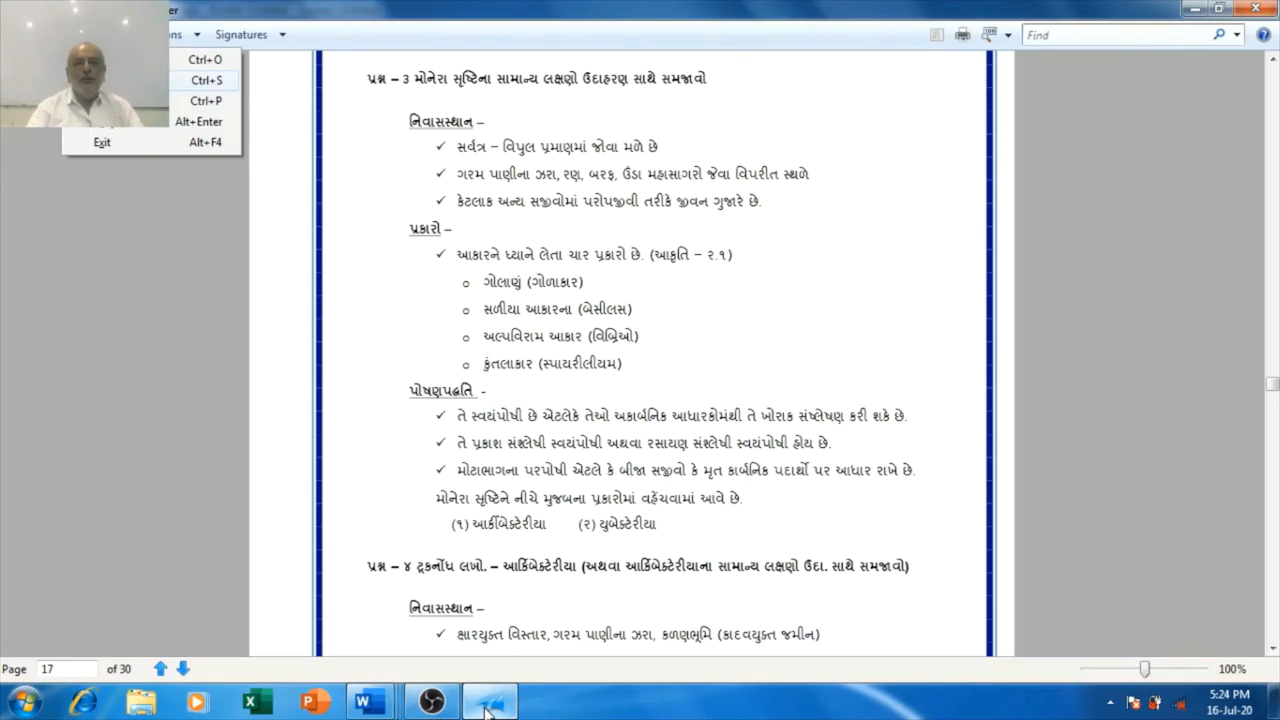 er
ons
Signatures
Find
Ctrl+O
Ctrl+S
Ctrl+P
Alt+Enter
Exit Alt+F4
પ્રશ્ન – 3 મોનેરા સૃષ્ટિના સામાન્ય લક્ષણો ઉદાહરણ સાથે સમજાવો
નિવાસસ્થાન –
✓ સર્વત્ર – વિપુલ પ્રમાણમાં જોવા મળે છે
✓ ગરમ પાણીના ઝરા, રણ, બરફ, ઉંડા મહાસાગરો જેવા વિપરીત સ્થળે
✓ કેટલાક અન્ય સજીવોમાં પરોપજીવી તરીકે જીવન ગુજારે છે.
પ્રકારો –
✓ આકારને ધ્યાને લેતા ચાર પ્રકારો છે. (આકૃતિ – ૨.૧)
o ગોલાણું (ગોળાકાર)
o સળીયા આકારના (બેસીલસ)
o અલ્પવિરામ આકાર (વિબ્રિઓ)
o કુંતલાકાર (સ્પાયરીલીયમ)
પોષણપદ્ધતિ -
✓ તે સ્વયંપોષી છે એટલેકે તેઓ અકાર્બનિક આધારકોમંથી તે ખોરાક સંષ્લેષણ કરી શકે છે.
✓ તે પ્રકાશ સંશ્લેષી સ્વયંપોષી અથવા રસાયણ સંશ્લેષી સ્વયંપોષી હોય છે.
✓ મોટાભાગના પરપોષી એટલે કે બીજા સજીવો કે મૃત કાર્બનિક પદાર્થો પર આધાર રાખે છે.
મોનેરા સૃષ્ટિને નીચે મુજબના પ્રકારોમાં વહેંચવામાં આવે છે.
(૧) આર્કીબેક્ટેરીયા (૨) યુબેક્ટેરીયા
પ્રશ્ન – ૪ ટૂકનોંધ લખો. – આર્કિબેક્ટેરીયા (અથવા આર્કિબેક્ટેરીયાના સામાન્ય લક્ષણો ઉદા. સાથે સમજાવો)
નિવાસસ્થાન –
✓ ક્ષારયુક્ત વિસ્તાર, ગરમ પાણીના ઝરા, કળણભૂમિ (કાદવયુક્ત જમીન)
Page 17 of 30 100%
5:24 PM
16-Jul-20